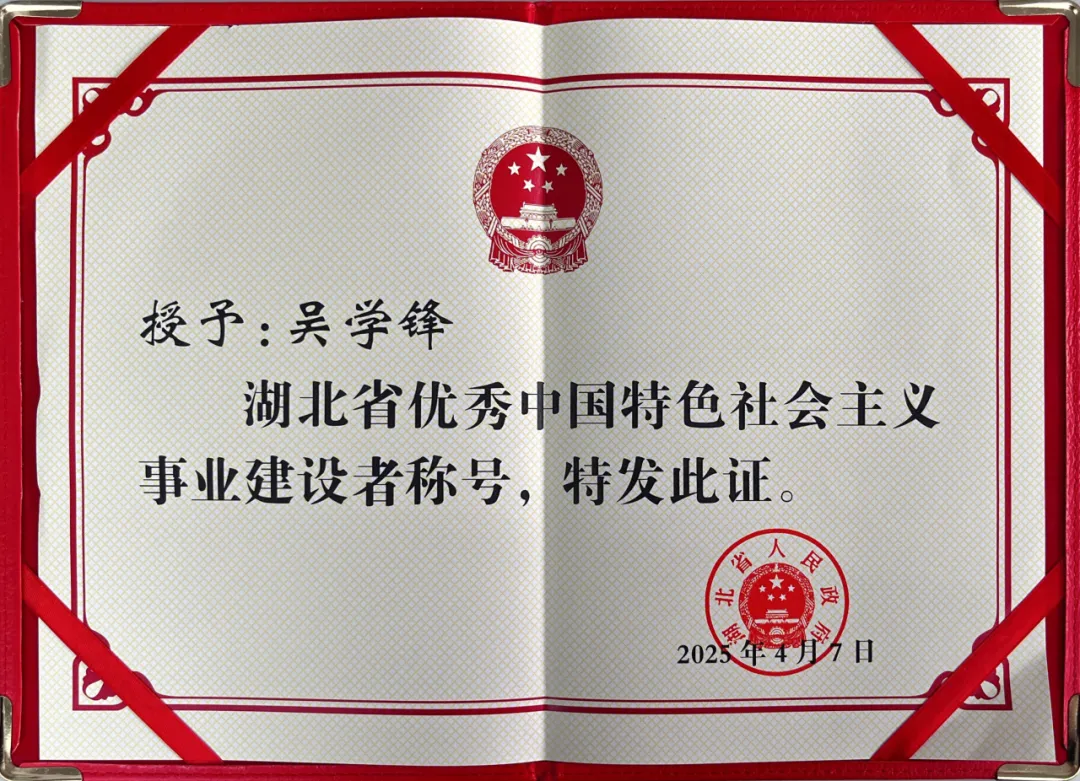 授予：吴学锋
湖北省优秀中国特色社会主义
事业建设者称号，特发此证。
湖北省人民政府
2025年4月7日